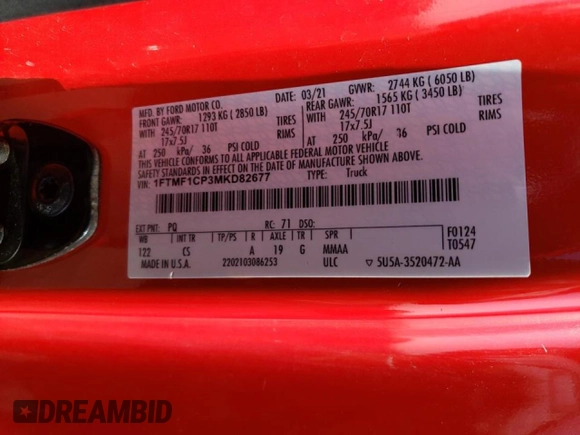 MFD. BY FORD MOTOR CO.
DATE: 03/21 GVWR: 2744 KG ( 6050 LB)
FRONT GAWR: 1293 KG ( 2850 LB) REAR GAWR: 1565 KG ( 3450 LB)
WITH 245/70R17 110T TIRES WITH 245/70R17 110T TIRES
17x7.5J RIMS 17x7.5J RIMS
AT 250 kPa/ 36 PSI COLD AT 250 kPa/ 36 PSI COLD
THIS VEHICLE CONFORMS TO ALL APPLICABLE FEDERAL MOTOR VEHICLE
SAFETY STANDARDS IN EFFECT ON THE DATE OF MANUFACTURE SHOWN ABOVE.
VIN: 1FTMF1CP3MKD82677 TYPE: Truck
EXT PNT: PQ RC: 71 DSO: F0124
WB INT TR TP/PS R AXLE TR SPR T0547
122 CS A 19 G MMAA
MADE IN U.S.A. 2202103086253 ULC ▽ 5U5A-3520472-AA
DREAMBID